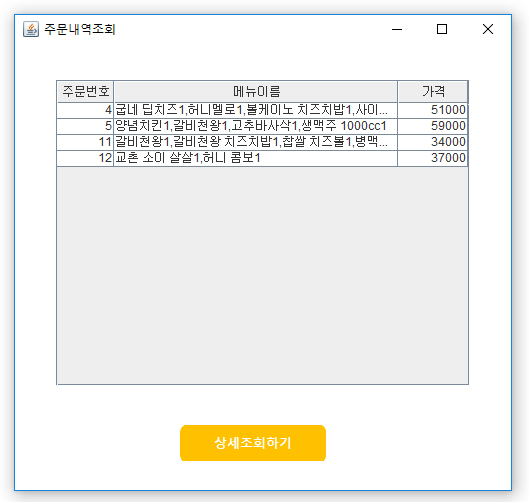 주문내역조회
주문번호 메뉴이름 가격
4 굽네 딥치즈1,허니멜로1,볼케이노 치즈치밥1,사이... 51000
5 양념치킨1,갈비천왕1,고추바사삭1,생맥주 1000cc1 59000
11 갈비천왕1,갈비천왕 치즈치밥1,찹쌀 치즈볼1,병맥... 34000
12 교촌 소이 살살1,허니 콤보1 37000
상세조회하기